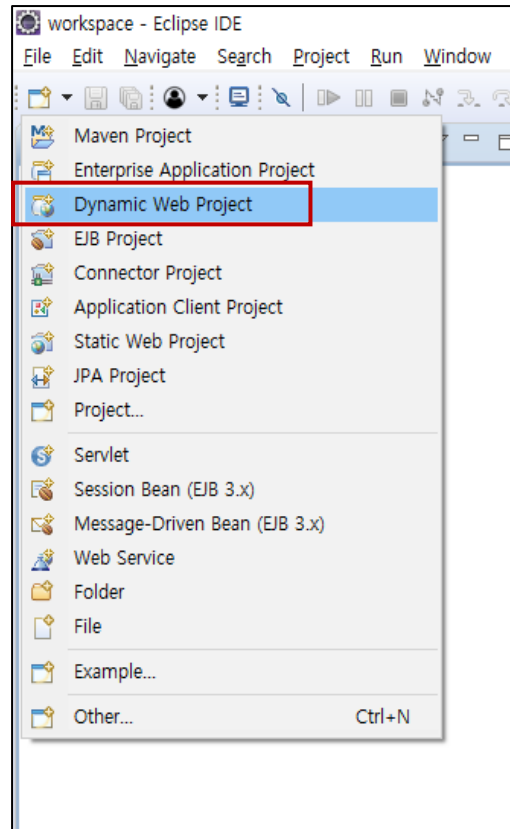 workspace - Eclipse IDE
File Edit Navigate Search Project Run Window
Maven Project
Enterprise Application Project
Dynamic Web Project
EJB Project
Connector Project
Application Client Project
Static Web Project
JPA Project
Project...
Servlet
Session Bean (EJB 3.x)
Message-Driven Bean (EJB 3.x)
Web Service
Folder
File
Example...
Other... Ctrl+N